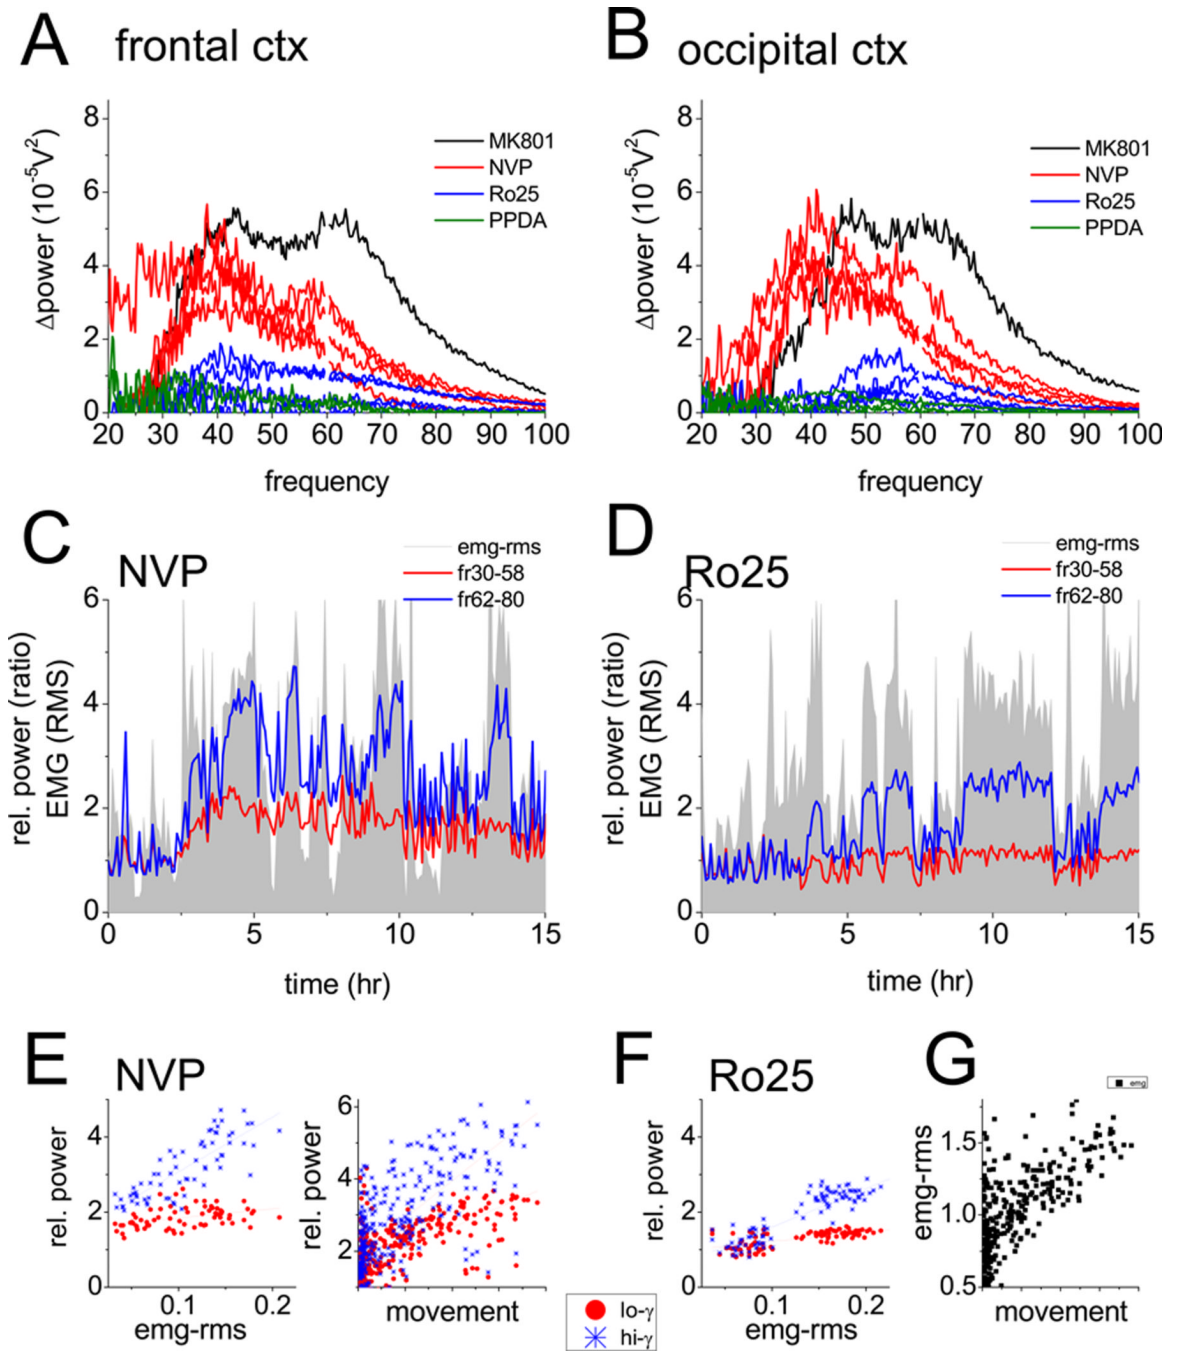 A frontal ctx
Δpower (10⁻⁵V²)
8
6
4
2
0
MK801
NVP
Ro25
PPDA
20 30 40 50 60 70 80 90 100
frequency
B occipital ctx
Δpower (10⁻⁵V²)
8
6
4
2
0
MK801
NVP
Ro25
PPDA
20 30 40 50 60 70 80 90 100
frequency
C NVP
rel. power (ratio)
EMG (RMS)
emg-rms
fr30-58
fr62-80
6
4
2
0
0 5 10 15
time (hr)
D Ro25
rel. power (ratio)
EMG (RMS)
emg-rms
fr30-58
fr62-80
6
4
2
0
0 5 10 15
time (hr)
E NVP
rel. power
4
2
0
0.1 0.2
emg-rms
rel. power
6
4
2
movement
lo-γ
hi-γ
F Ro25
rel. power
4
2
0
0.1 0.2
emg-rms
G
emg
emg-rms
1.5
1.0
0.5
movement